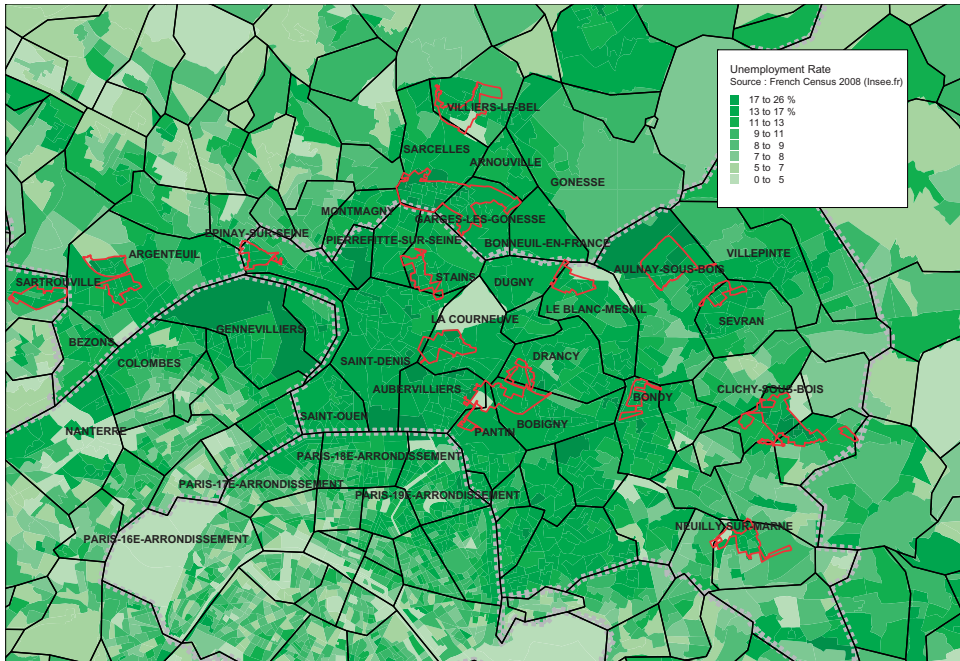 Unemployment Rate
Source : French Census 2008 (Insee.fr)
17 to 26 %
13 to 17 %
11 to 13
9 to 11
8 to 9
7 to 8
5 to 7
0 to 5
VILLIERS-LE-BEL
SARCELLES
ARNOUVILLE
GONESSE
MONTMAGNY
GARGES-LES-GONESSE
EPINAY-SUR-SEINE
PIERREFITTE-SUR-SEINE
BONNEUIL-EN-FRANCE
ARGENTEUIL
VILLEPINTE
STAINS
AULNAY-SOUS-BOIS
SARTROUVILLE
DUGNY
LE BLANC-MESNIL
LA COURNEUVE
SEVRAN
GENNEVILLIERS
BEZONS
COLOMBES
SAINT-DENIS
DRANCY
AUBERVILLIERS
CLICHY-SOUS-BOIS
BONDY
SAINT-OUEN
BOBIGNY
NANTERRE
PANTIN
PARIS-18E-ARRONDISSEMENT
PARIS-17E-ARRONDISSEMENT
PARIS-19E-ARRONDISSEMENT
NEUILLY-SUR-MARNE
PARIS-16E-ARRONDISSEMENT